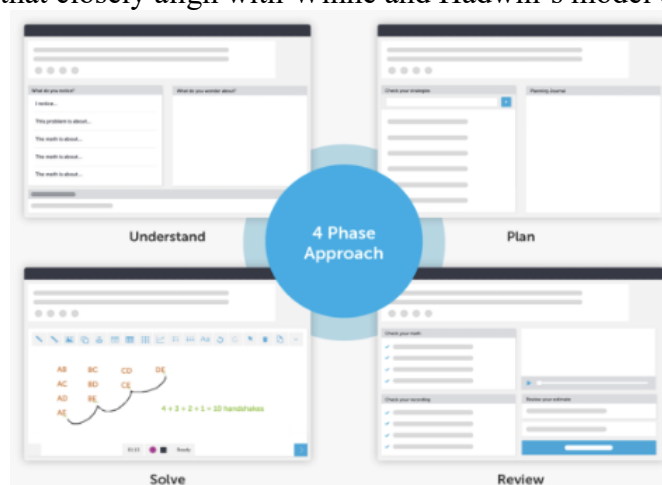 that closely align with Winne and Hadwin's model
What do you notice?
What do you wonder about?
I notice...
This problem is about...
The math is about...
The math is about...
The math is about...
Understand
Check your strategies
Planning Journal
Plan
4 Phase
Approach
AB BC CD DE
AC BD CE
AD BE
AE
4 + 3 + 2 + 1 = 10 handshakes
Ready
Solve
Check your math
Check your recording
Review your estimate
Review